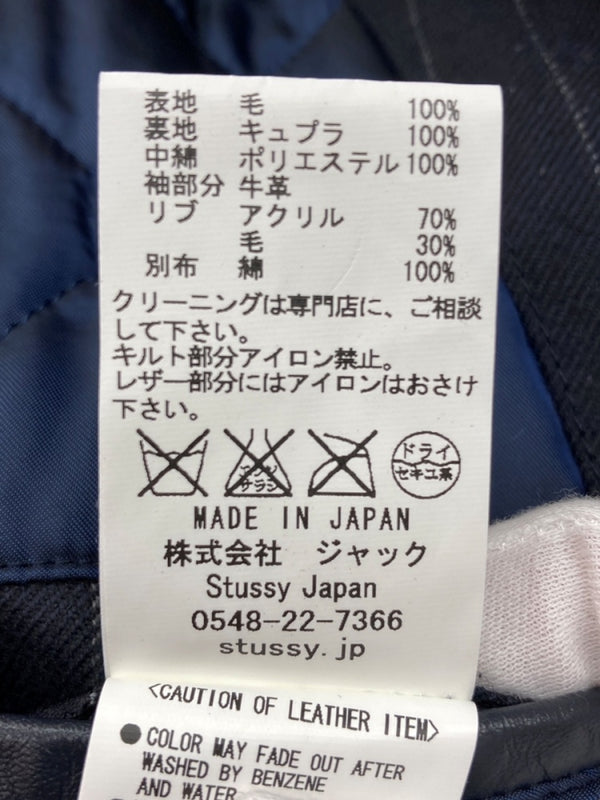 表地 毛 100%
裏地 キュプラ 100%
中綿 ポリエステル 100%
袖部分 牛革
リブ アクリル 70%
毛 30%
別布 綿 100%
クリーニングは専門店に、ご相談
して下さい。
キルト部分アイロン禁止。
レザー部分にはアイロンはおさけ
下さい。
エンソ
サラシ
ドライ
セキユ系
MADE IN JAPAN
株式会社 ジャック
Stussy Japan
0548-22-7366
stussy.jp
<CAUTION OF LEATHER ITEM>
● COLOR MAY FADE OUT AFTER
WASHED BY BENZENE
AND WATER